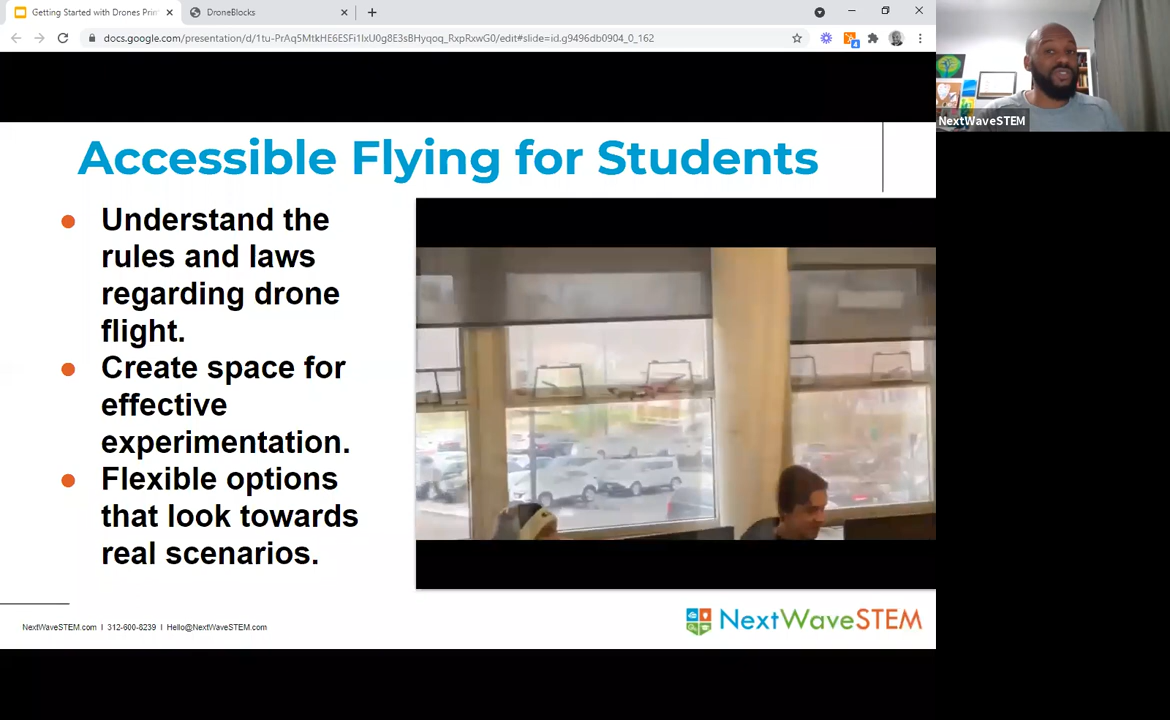 Getting Started with Drones Prin
DroneBlocks
docs.google.com/presentation/d/1tu-PrAq5MtkHE6ESFi1IxU0g8E3sBHyqoq_RxpRxwG0/edit#slide=id.g9496db0904_0_162
4
NextWaveSTEM
Accessible Flying for Students
Understand the
rules and laws
regarding drone
flight.
Create space for
effective
experimentation.
Flexible options
that look towards
real scenarios.
NextWaveSTEM.com I 312-600-8239 I Hello@NextWaveSTEM.com
NextWaveSTEM